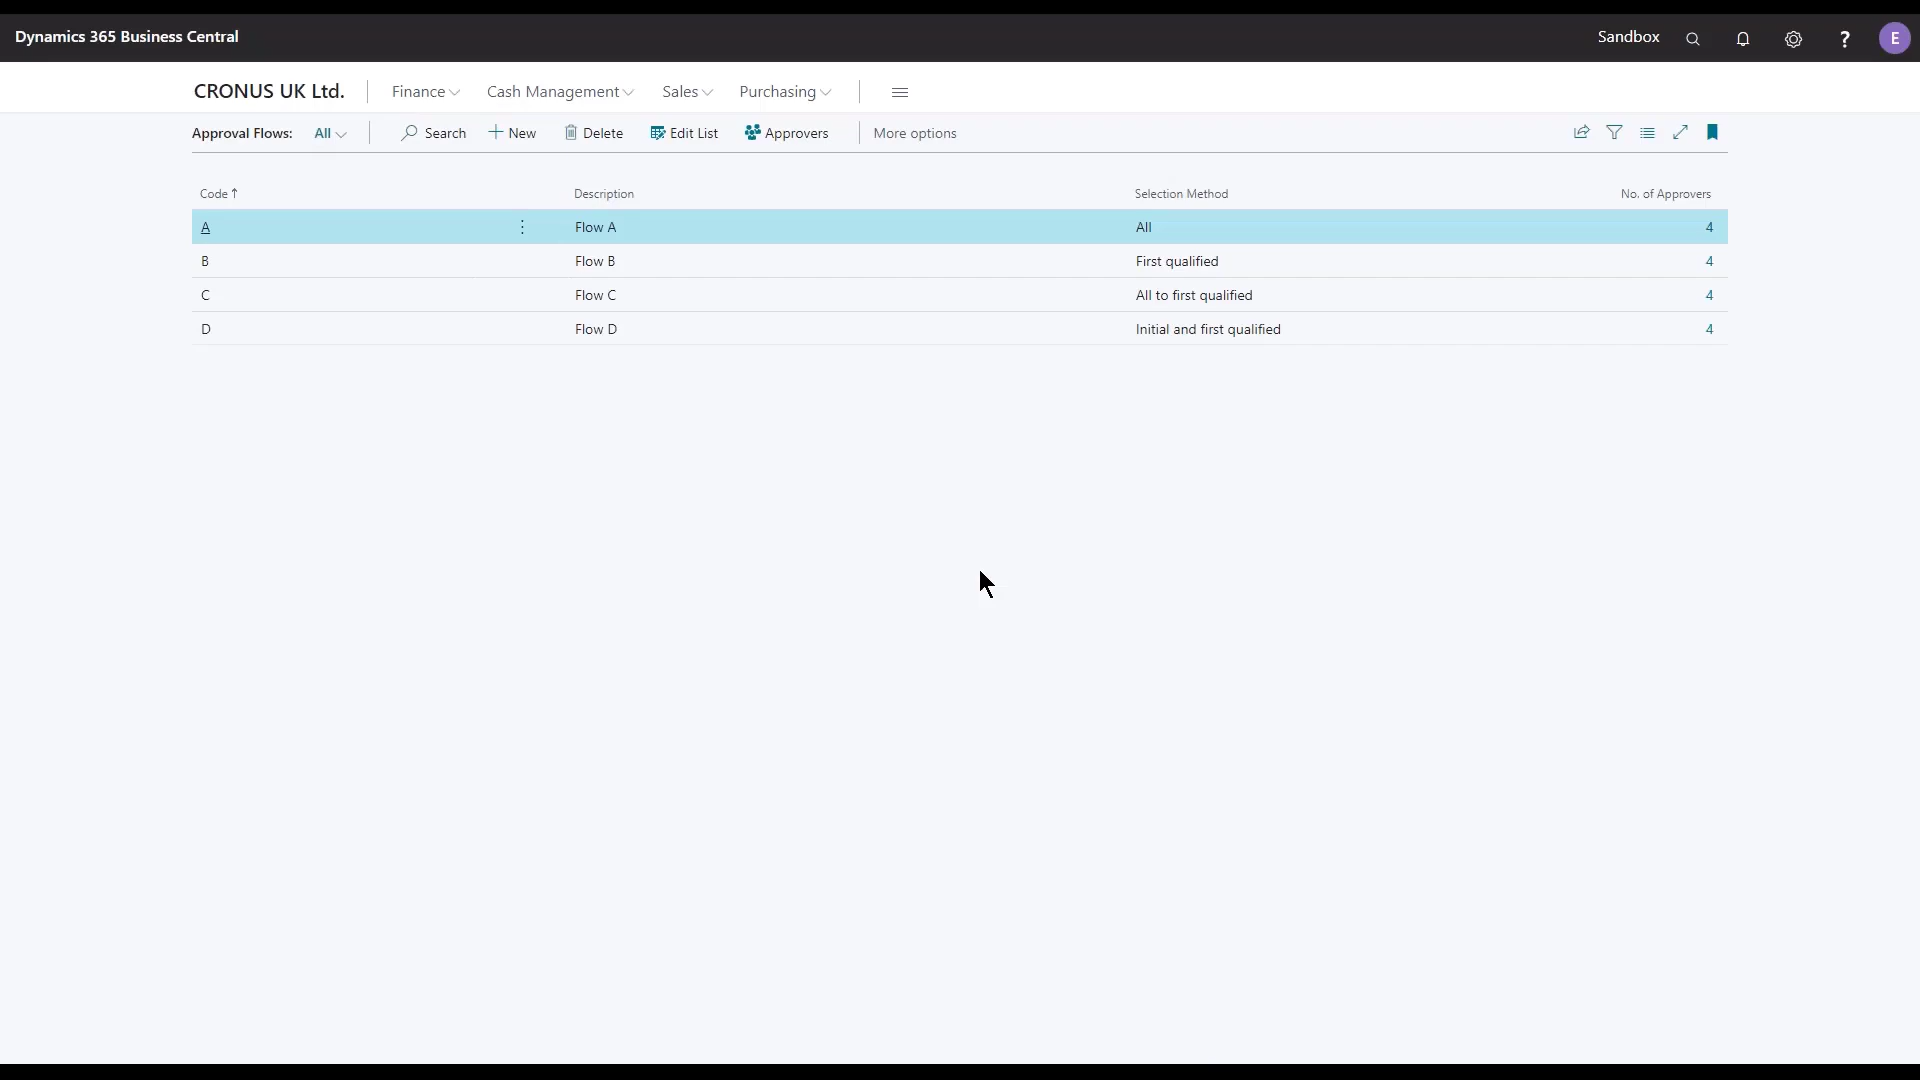 Dynamics 365 Business Central
Sandbox
?
E
CRONUS UK Ltd.
Finance
Cash Management
Sales
Purchasing
Approval Flows:
All
Search
New
Delete
Edit List
Approvers
More options
Code ↑ Description Selection Method No. of Approvers
A Flow A All 4
B Flow B First qualified 4
C Flow C All to first qualified 4
D Flow D Initial and first qualified 4